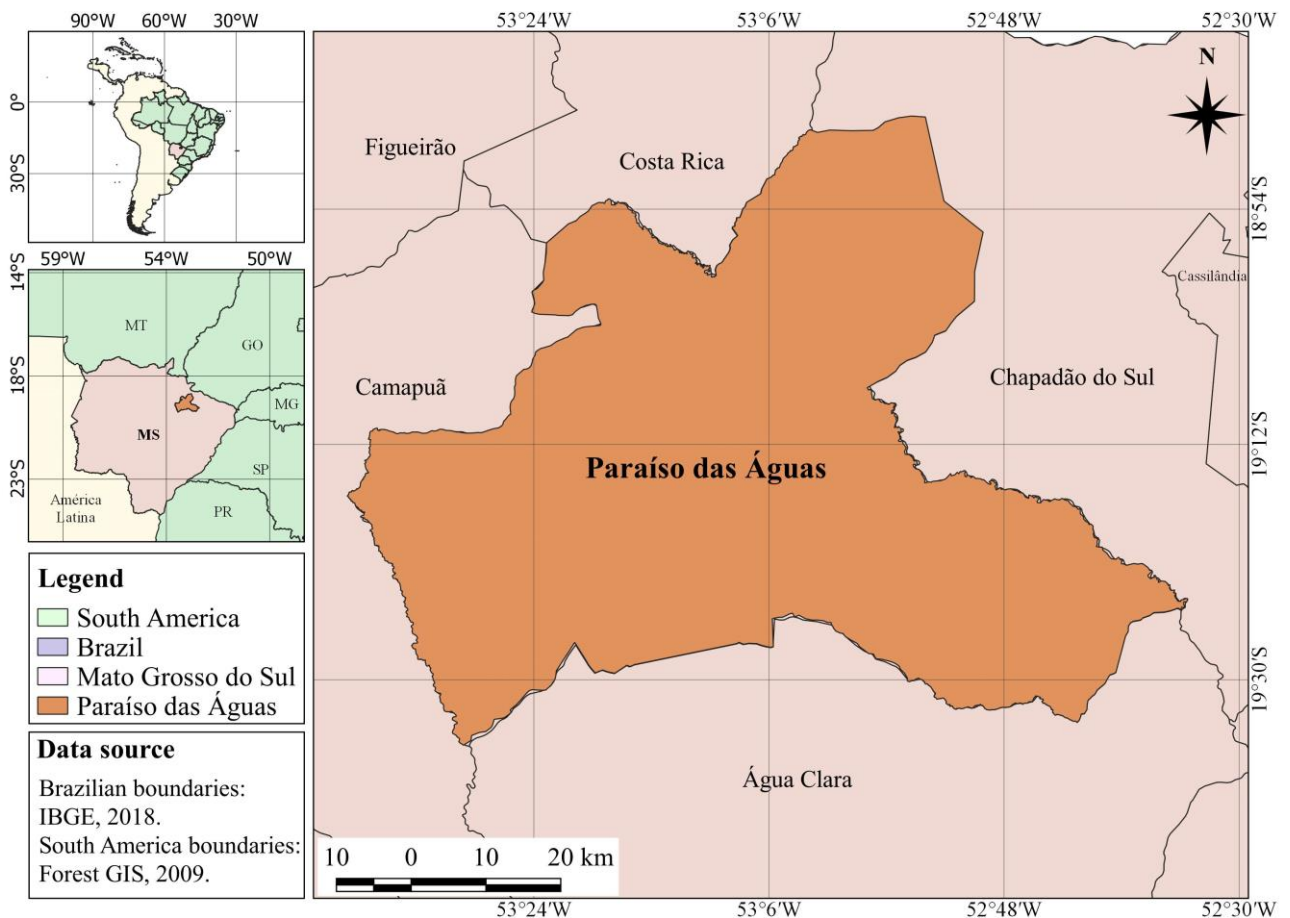 90°W 60°W 30°W
0°
30°S
59°W 54°W 50°W
14°S
18°S
23°S
MT
GO
MG
MS
SP
PR
América
Latina
Legend
South America
Brazil
Mato Grosso do Sul
Paraíso das Águas
Data source
Brazilian boundaries:
IBGE, 2018.
South America boundaries:
Forest GIS, 2009.
53°24'W 53°6'W 52°48'W 52°30'W
N
Figueirão
Costa Rica
18°54'S
Cassilândia
Camapuã
Chapadão do Sul
19°12'S
Paraíso das Águas
19°30'S
Água Clara
10 0 10 20 km
53°24'W 53°6'W 52°48'W 52°30'W